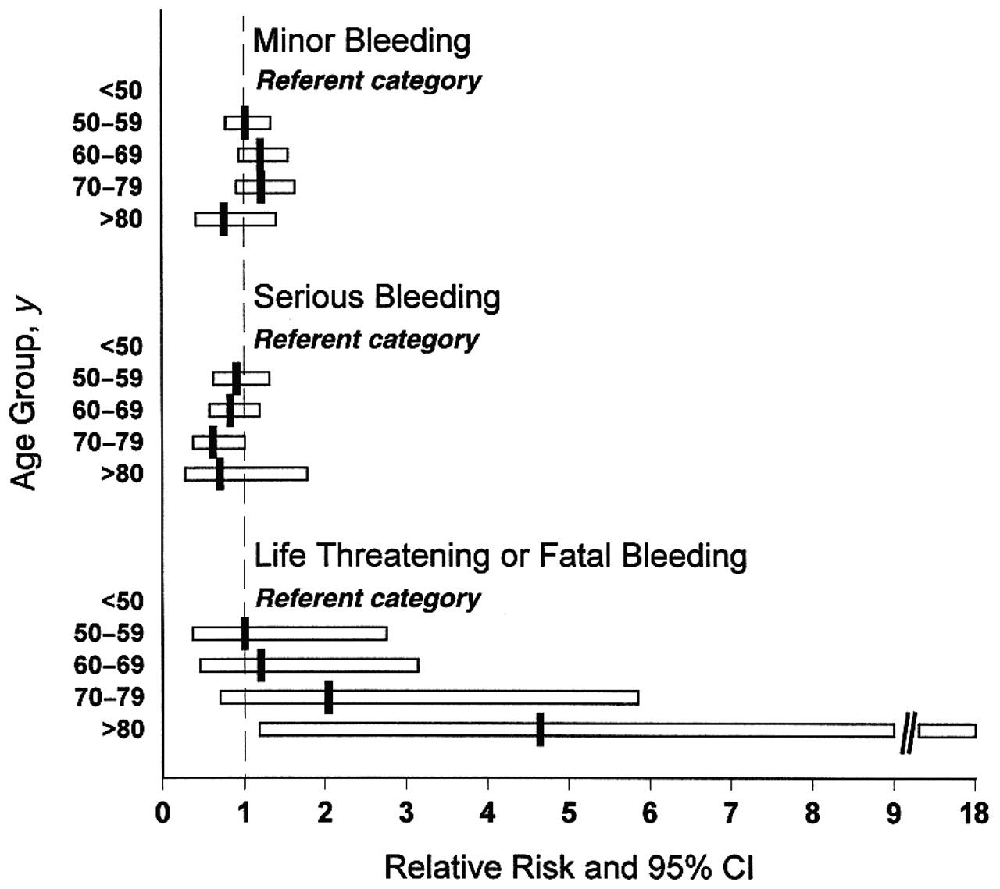 Minor Bleeding
<50 Referent category
50–59
60–69
70–79
>80
Age Group, y
Serious Bleeding
<50 Referent category
50–59
60–69
70–79
>80
Life Threatening or Fatal Bleeding
<50 Referent category
50–59
60–69
70–79
>80
0 1 2 3 4 5 6 7 8 9 18
Relative Risk and 95% CI